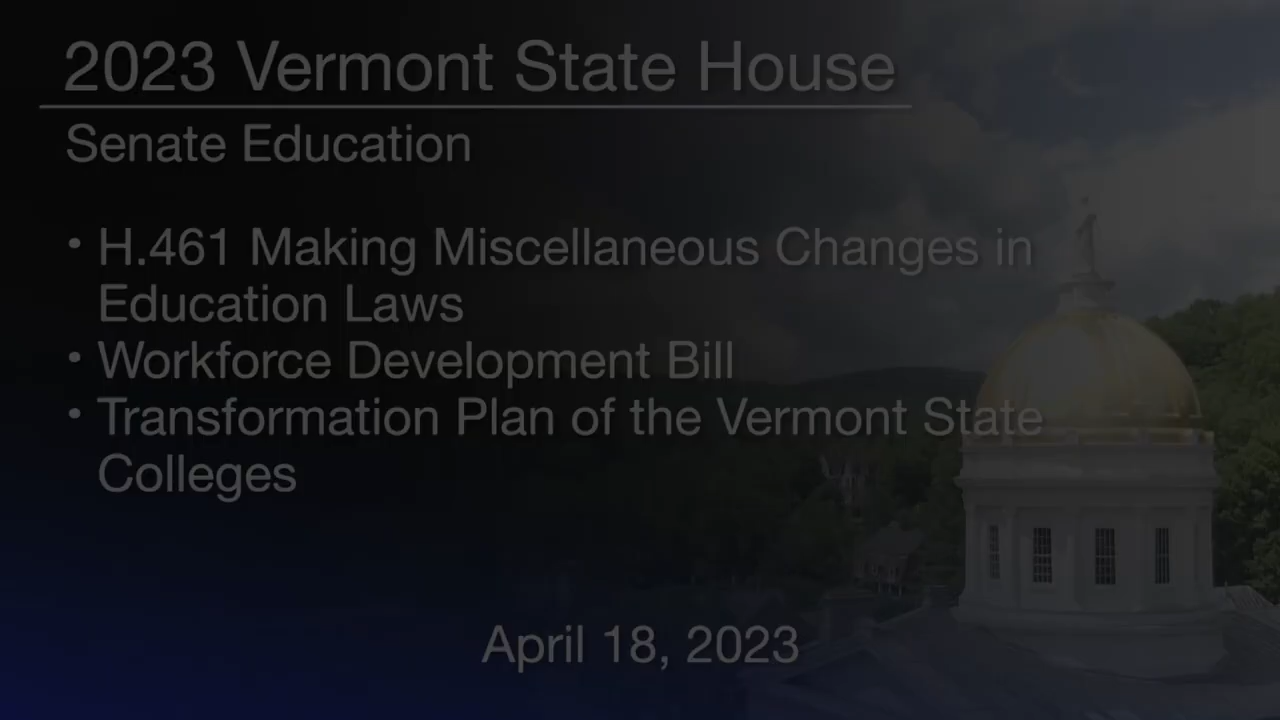 2023 Vermont State House
Senate Education
• H.461 Making Miscellaneous Changes in
Education Laws
• Workforce Development Bill
• Transformation Plan of the Vermont State
Colleges
April 18, 2023